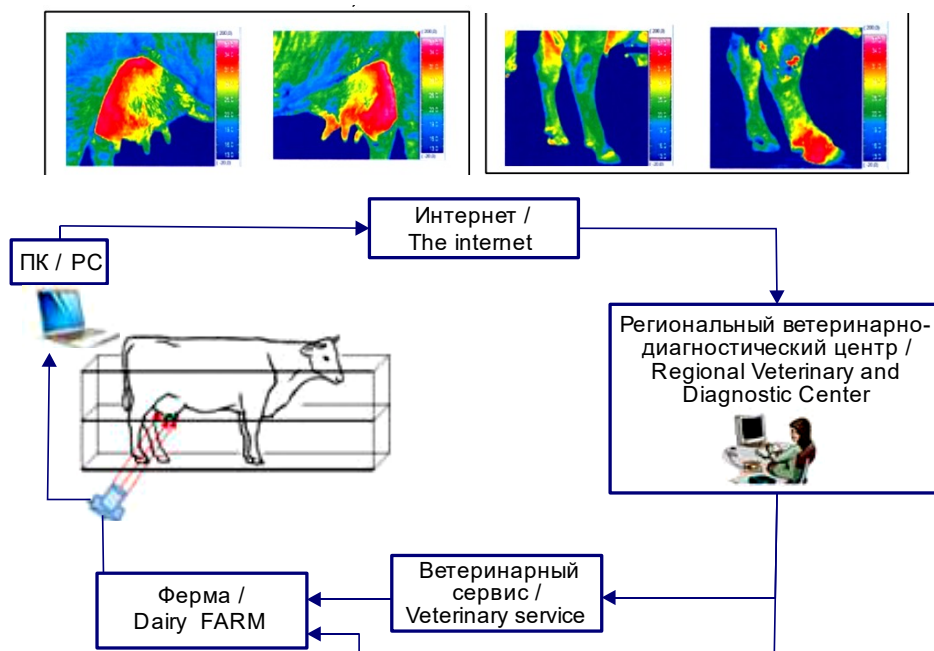 Интернет /
The internet
ПК / PC
Региональный ветеринарно-
диагностический центр /
Regional Veterinary and
Diagnostic Center
Ветеринарный
сервис /
Veterinary service
Ферма /
Dairy FARM